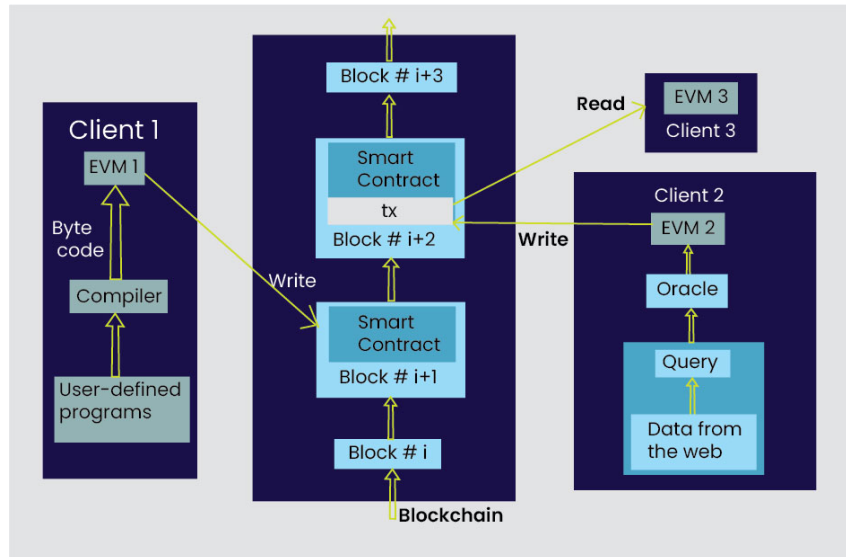 Client 1
EVM 1
Byte
code
Compiler
User-defined
programs
Block # i+3
Smart
Contract
tx
Block # i+2
Write
Smart
Contract
Block # i+1
Block # i
Blockchain
Read
EVM 3
Client 3
Client 2
EVM 2
Write
Oracle
Query
Data from
the web